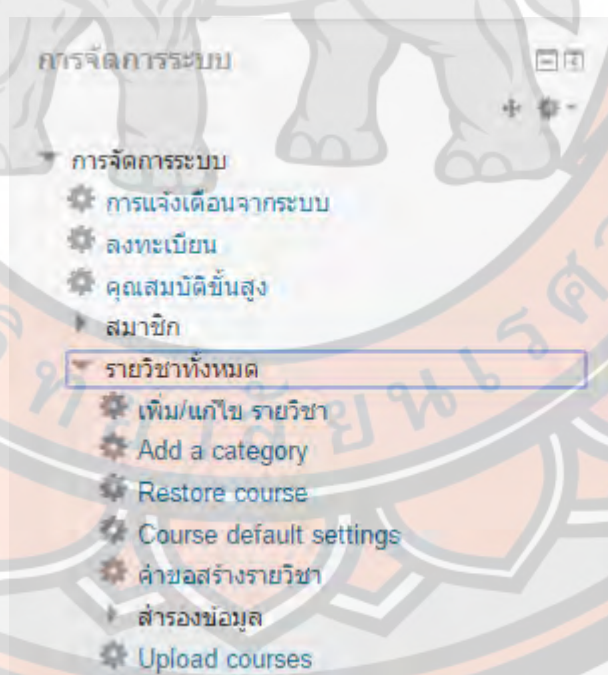 การจัดการระบบ
การจัดการระบบ
การแจ้งเตือนจากระบบ
ลงทะเบียน
คุณสมบัติขั้นสูง
สมาชิก
รายวิชาทั้งหมด
เพิ่ม/แก้ไข รายวิชา
Add a category
Restore course
Course default settings
คำขอสร้างรายวิชา
สำรองข้อมูล
Upload courses